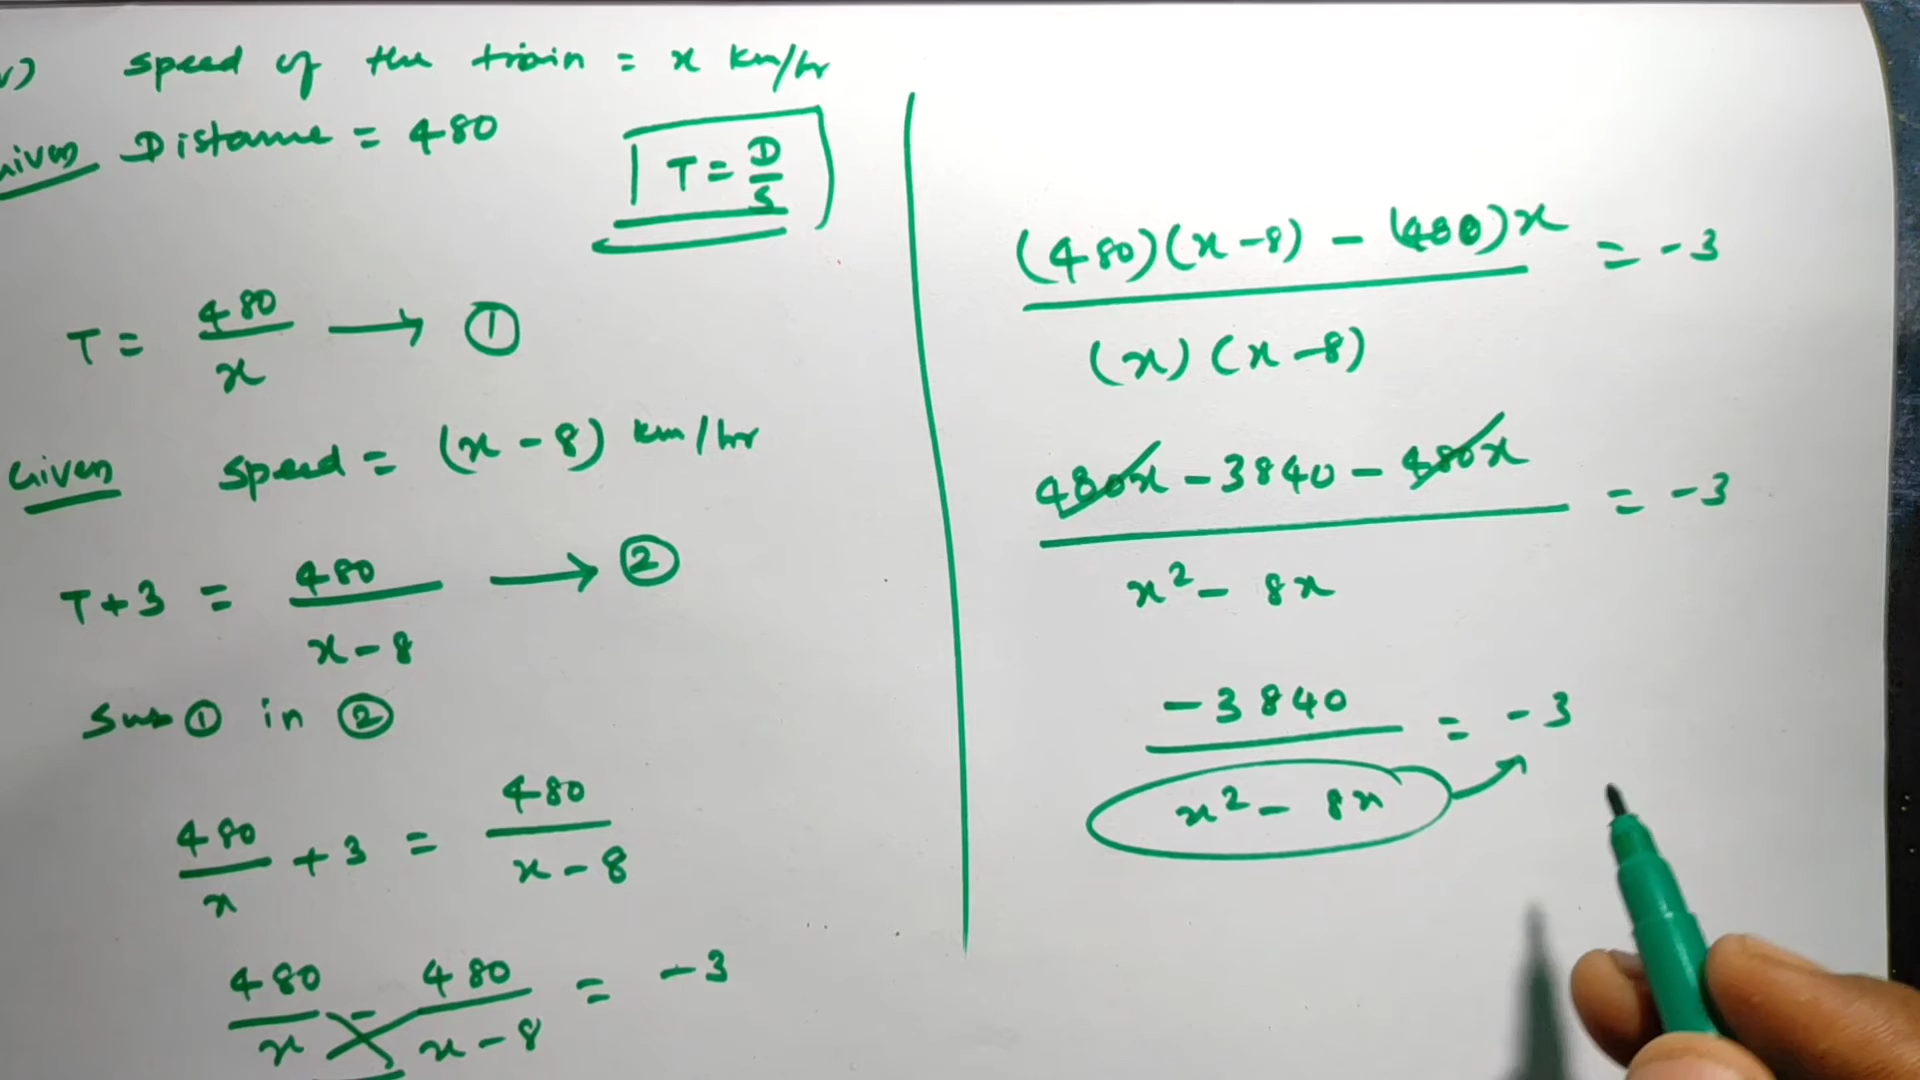 v) Speed of the train = x km/hr
Given Distance = 480
T = D/S
T = 480/x → ①
Given Speed = (x - 8) km/hr
T + 3 = 480/(x - 8) → ②
Sub ① in ②
480/x + 3 = 480/(x - 8)
480/x - 480/(x - 8) = -3
(480)(x - 8) - (480)x / (x)(x - 8) = -3
480x - 3840 - 480x / x² - 8x = -3
-3840 / x² - 8x = -3